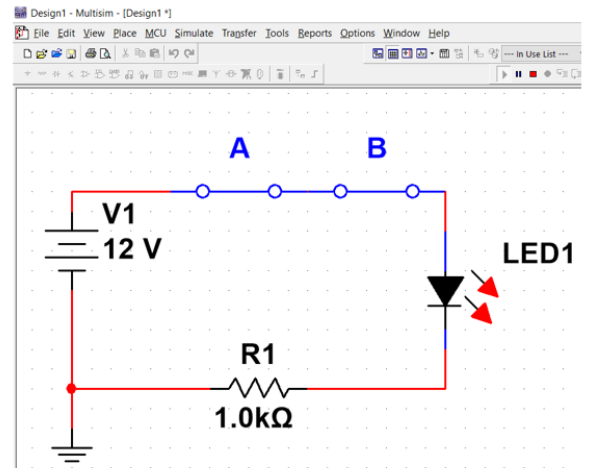 Design1 - Multisim - [Design1 *]
File Edit View Place MCU Simulate Transfer Tools Reports Options Window Help
--- In Use List ---
A B
V1
12 V
LED1
R1
1.0kΩ